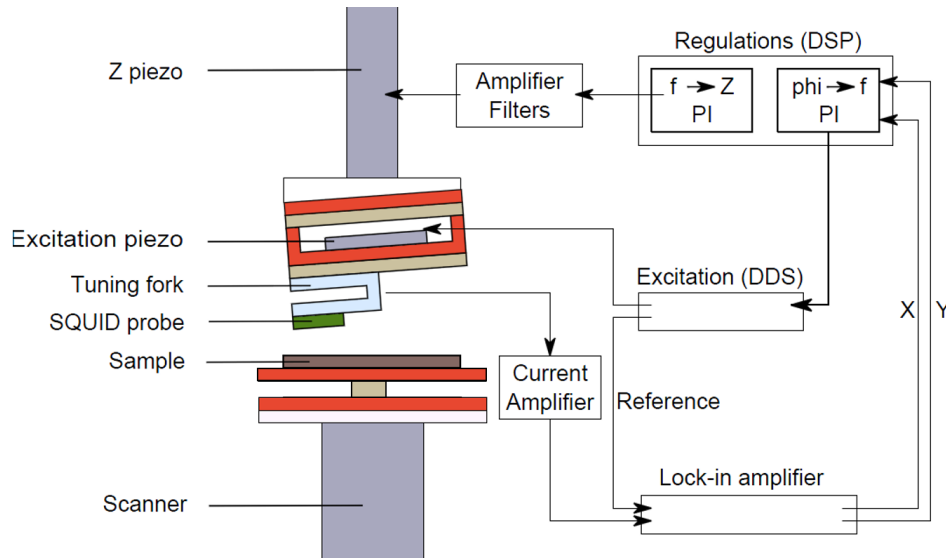 Z piezo
Excitation piezo
Tuning fork
SQUID probe
Sample
Scanner
Amplifier
Filters
Regulations (DSP)
f → Z
PI
phi → f
PI
Excitation (DDS)
Current
Amplifier
Reference
X
Y
Lock-in amplifier